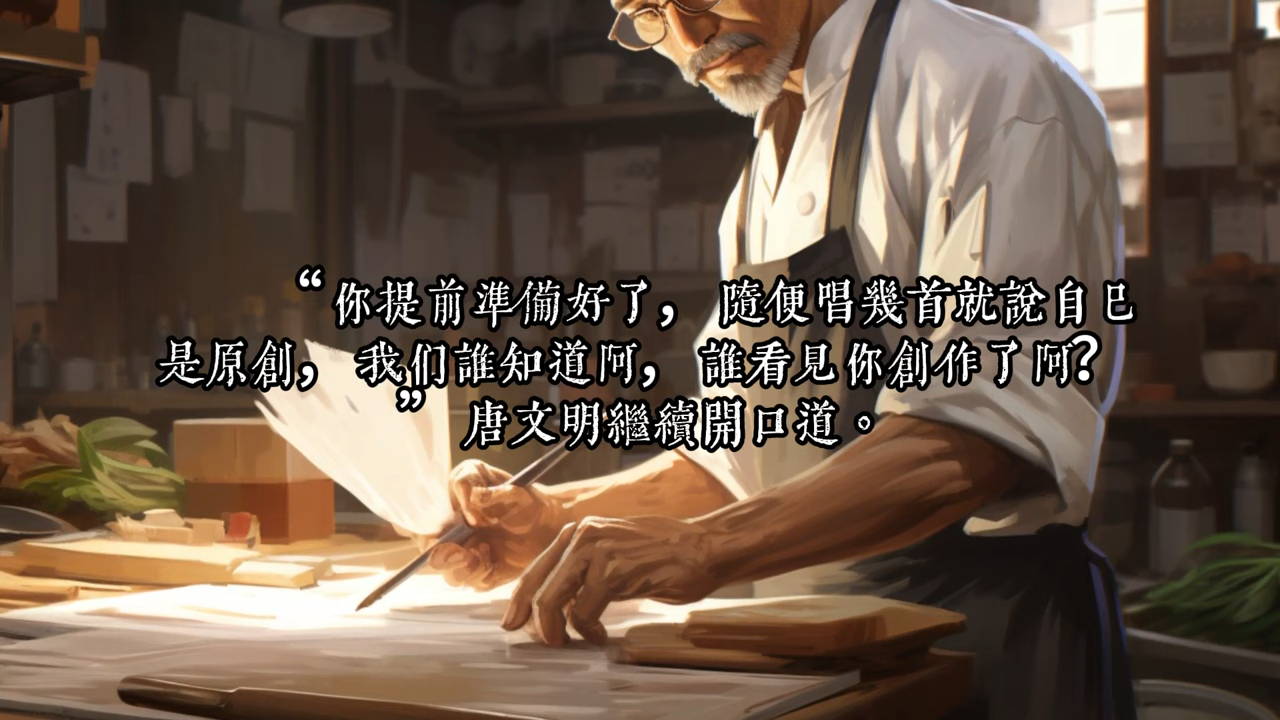 “你提前準備好了， 隨便唱幾首就說自已
是原創， 我们誰知道阿， 誰看見你創作了阿？
” 唐文明繼續開口道。